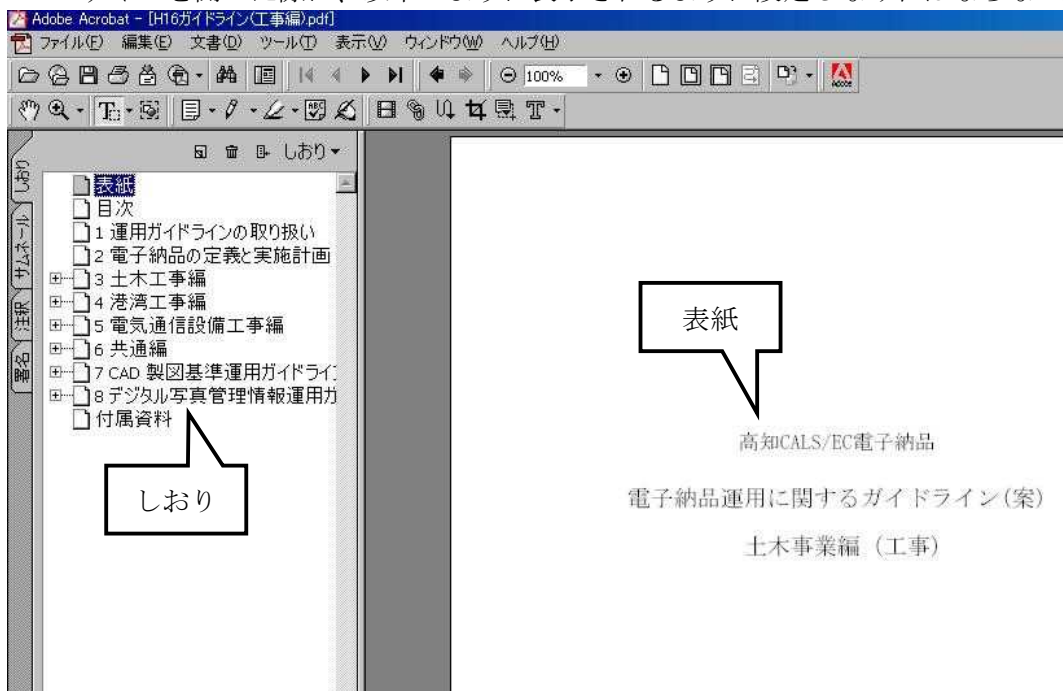 Adobe Acrobat - [H16ガイドライン(工事編).pdf]
ファイル(F) 編集(E) 文書(D) ツール(T) 表示(V) ウィンドウ(W) ヘルプ(H)
100%
Adobe
しおり
サムネール
注釈
署名
しおり
表紙
目次
1 運用ガイドラインの取り扱い
2 電子納品の定義と実施計画
3 土木工事編
4 港湾工事編
5 電気通信設備工事編
6 共通編
7 CAD 製図基準運用ガイドライ
8 デジタル写真管理情報運用ガ
付属資料
しおり
表紙
高知CALS/EC電子納品
電子納品運用に関するガイドライン(案)
土木事業編（工事）